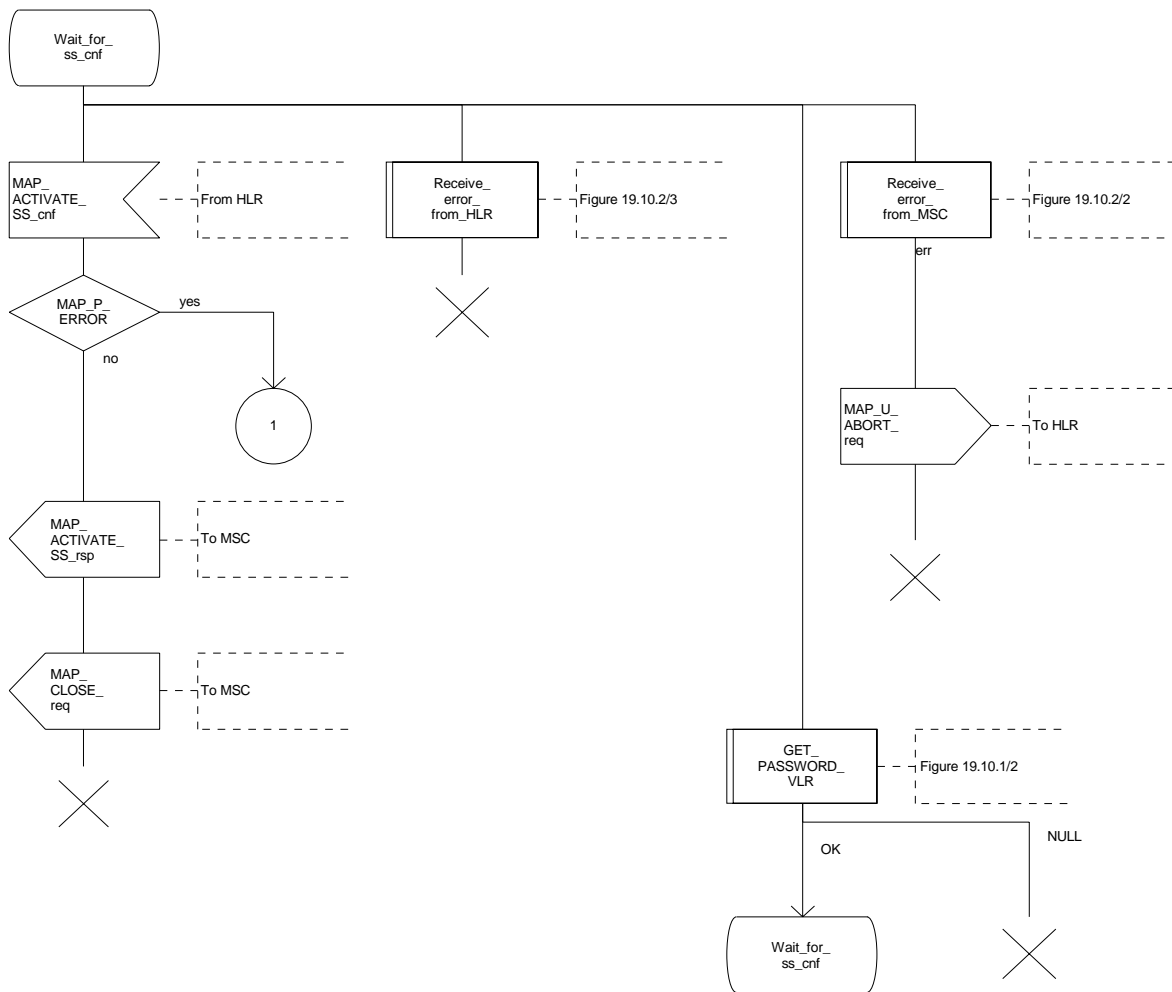 Wait_for_
ss_cnf
MAP_
ACTIVATE_
SS_cnf
From HLR
Receive_
error_
from_HLR
Figure 19.10.2/3
Receive_
error_
from_MSC
Figure 19.10.2/2
err
MAP_P_
ERROR
yes
no
1
MAP_U_
ABORT_
req
To HLR
MAP_
ACTIVATE_
SS_rsp
To MSC
MAP_
CLOSE_
req
To MSC
GET_
PASSWORD_
VLR
Figure 19.10.1/2
OK
NULL
Wait_for_
ss_cnf